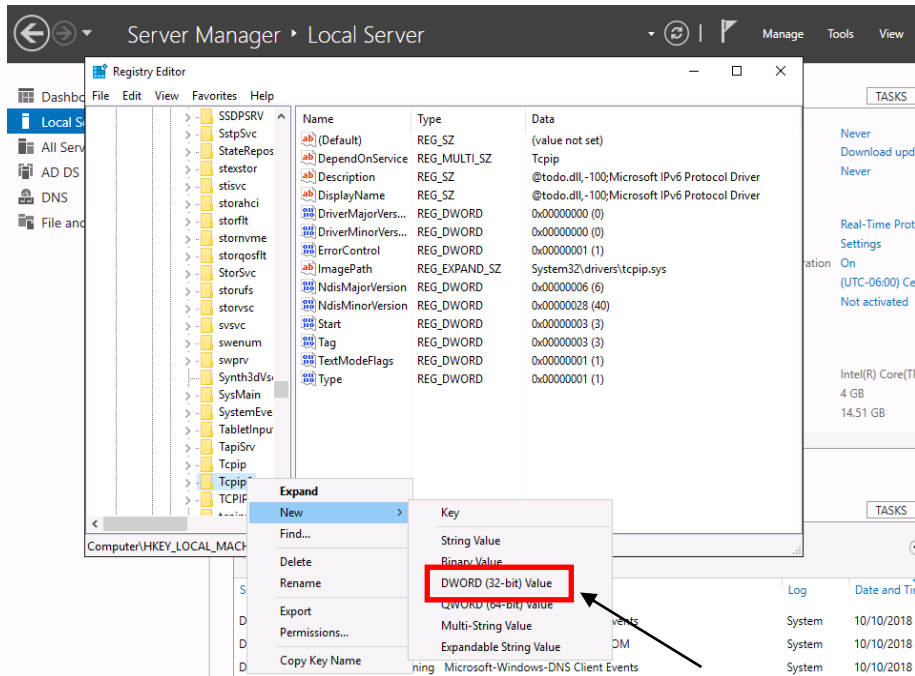 Server Manager ‣ Local Server
Manage Tools View
Registry Editor
File Edit View Favorites Help
Dashbo
Local S
All Serv
AD DS
DNS
File and
SSDPSRV
SstpSvc
StateRepos
stexstor
stisvc
storahci
storflt
stornvme
storqosflt
StorSvc
storufs
storvsc
svsvc
swenum
swprv
Synth3dVs
SysMain
SystemEve
TabletInpu
TapiSrv
Tcpip
Tcpip
TCPIP
Name Type Data
(Default) REG_SZ (value not set)
DependOnService REG_MULTI_SZ Tcpip
Description REG_SZ @todo.dll,-100;Microsoft IPv6 Protocol Driver
DisplayName REG_SZ @todo.dll,-100;Microsoft IPv6 Protocol Driver
DriverMajorVers... REG_DWORD 0x00000000 (0)
DriverMinorVers... REG_DWORD 0x00000000 (0)
ErrorControl REG_DWORD 0x00000001 (1)
ImagePath REG_EXPAND_SZ System32\drivers\tcpip.sys
NdisMajorVersion REG_DWORD 0x00000006 (6)
NdisMinorVersion REG_DWORD 0x00000028 (40)
Start REG_DWORD 0x00000003 (3)
Tag REG_DWORD 0x00000003 (3)
TextModeFlags REG_DWORD 0x00000001 (1)
Type REG_DWORD 0x00000001 (1)
Computer\HKEY_LOCAL_MACH
Expand
New
Find...
Delete
Rename
Export
Permissions...
Copy Key Name
Key
String Value
Binary Value
DWORD (32-bit) Value
QWORD (64-bit) Value
Multi-String Value
Expandable String Value
TASKS
Never
Download upd
Never
Real-Time Prot
Settings
ration On
(UTC-06:00) Ce
Not activated
Intel(R) Core(T
4 GB
14.51 GB
TASKS
S Log Date and Ti
D vents System 10/10/2018
D OM System 10/10/2018
D ning Microsoft-Windows-DNS Client Events System 10/10/2018